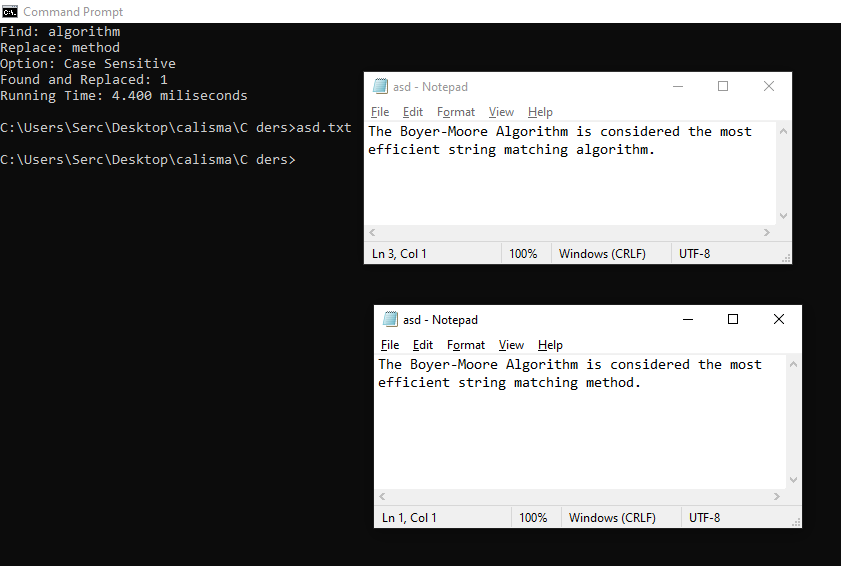 Command Prompt
Find: algorithm
Replace: method
Option: Case Sensitive
Found and Replaced: 1
Running Time: 4.400 miliseconds
C:\Users\Serc\Desktop\calisma\C ders>asd.txt
C:\Users\Serc\Desktop\calisma\C ders>
asd - Notepad
File Edit Format View Help
The Boyer-Moore Algorithm is considered the most
efficient string matching algorithm.
Ln 3, Col 1 100% Windows (CRLF) UTF-8
asd - Notepad
File Edit Format View Help
The Boyer-Moore Algorithm is considered the most
efficient string matching method.
Ln 1, Col 1 100% Windows (CRLF) UTF-8